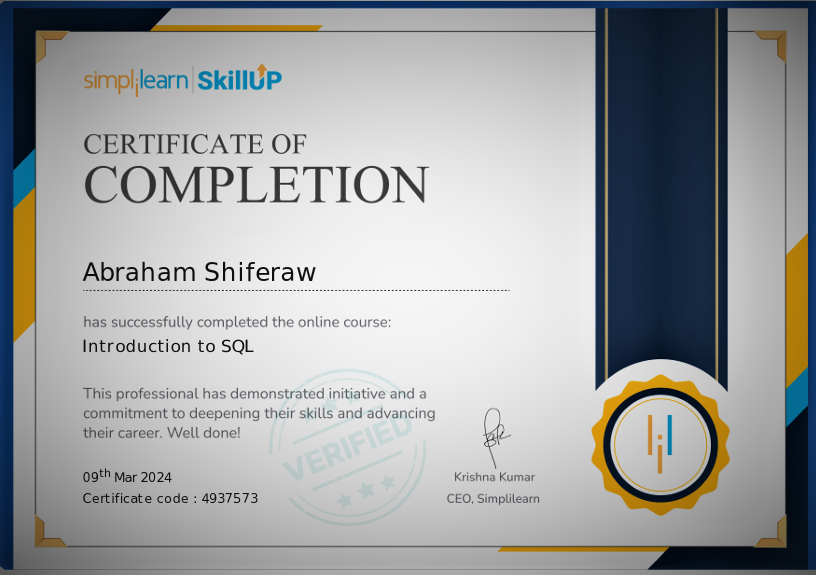 simplilearn | SkillUP
CERTIFICATE OF
COMPLETION
Abraham Shiferaw
has successfully completed the online course:
Introduction to SQL
This professional has demonstrated initiative and a
commitment to deepening their skills and advancing
their career. Well done!
VERIFIED
09th Mar 2024
Certificate code : 4937573
Krishna Kumar
CEO, Simplilearn